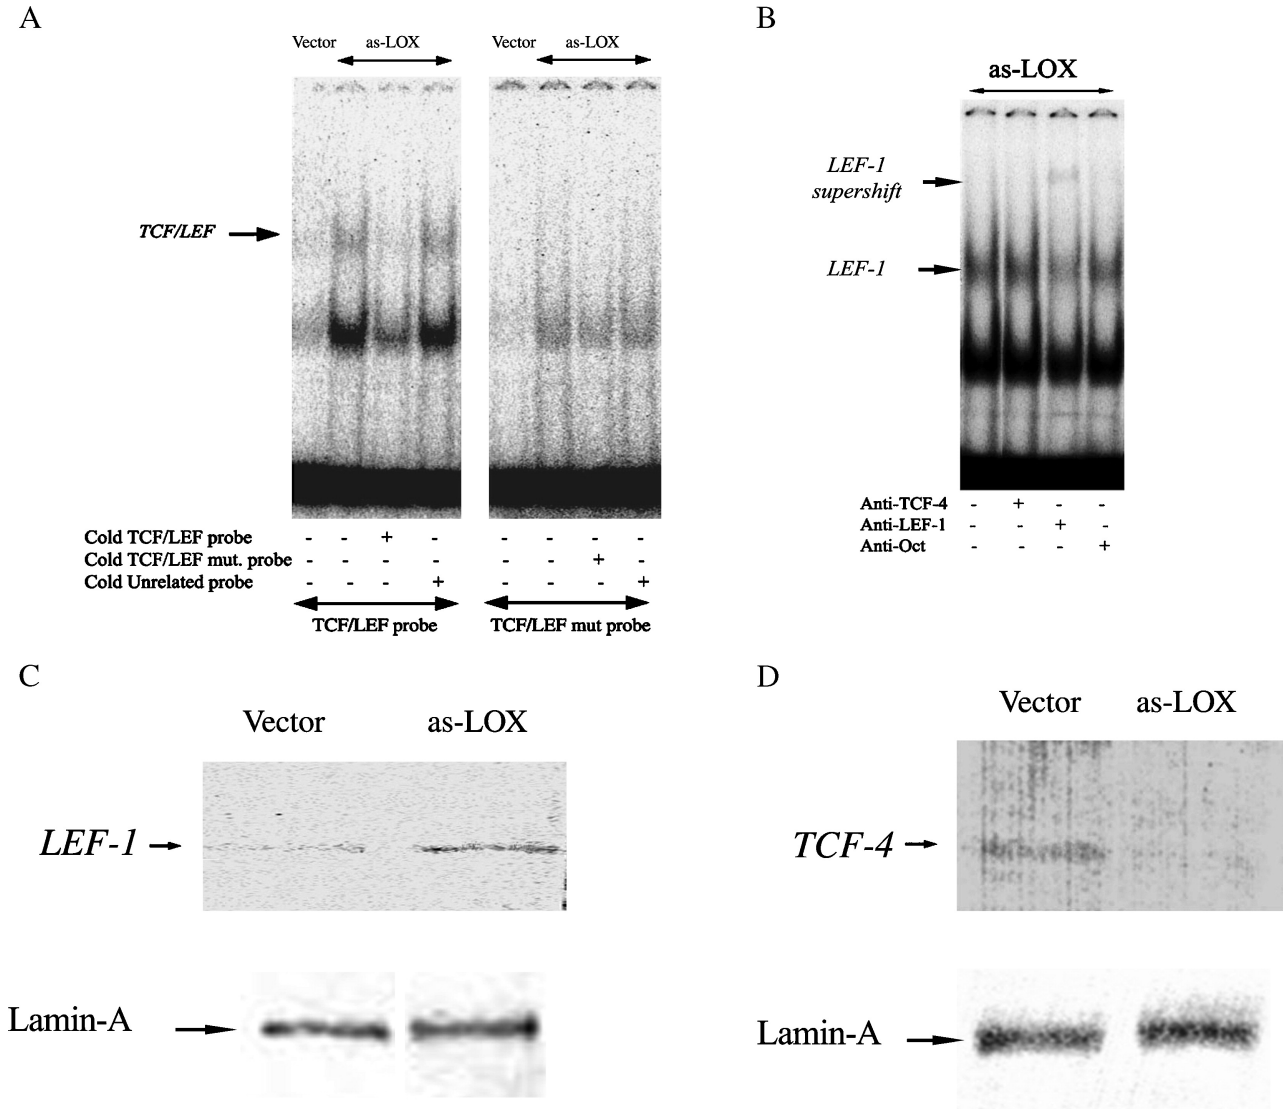 A
Vector as-LOX Vector as-LOX
TCF/LEF
Cold TCF/LEF probe - - + - - - - -
Cold TCF/LEF mut. probe - - - - - - + -
Cold Unrelated probe - - - + - - - +
TCF/LEF probe TCF/LEF mut probe
B
as-LOX
LEF-1
supershift
LEF-1
Anti-TCF-4 - + - -
Anti-LEF-1 - - + -
Anti-Oct - - - +
C
Vector as-LOX
LEF-1
Lamin-A
D
Vector as-LOX
TCF-4
Lamin-A